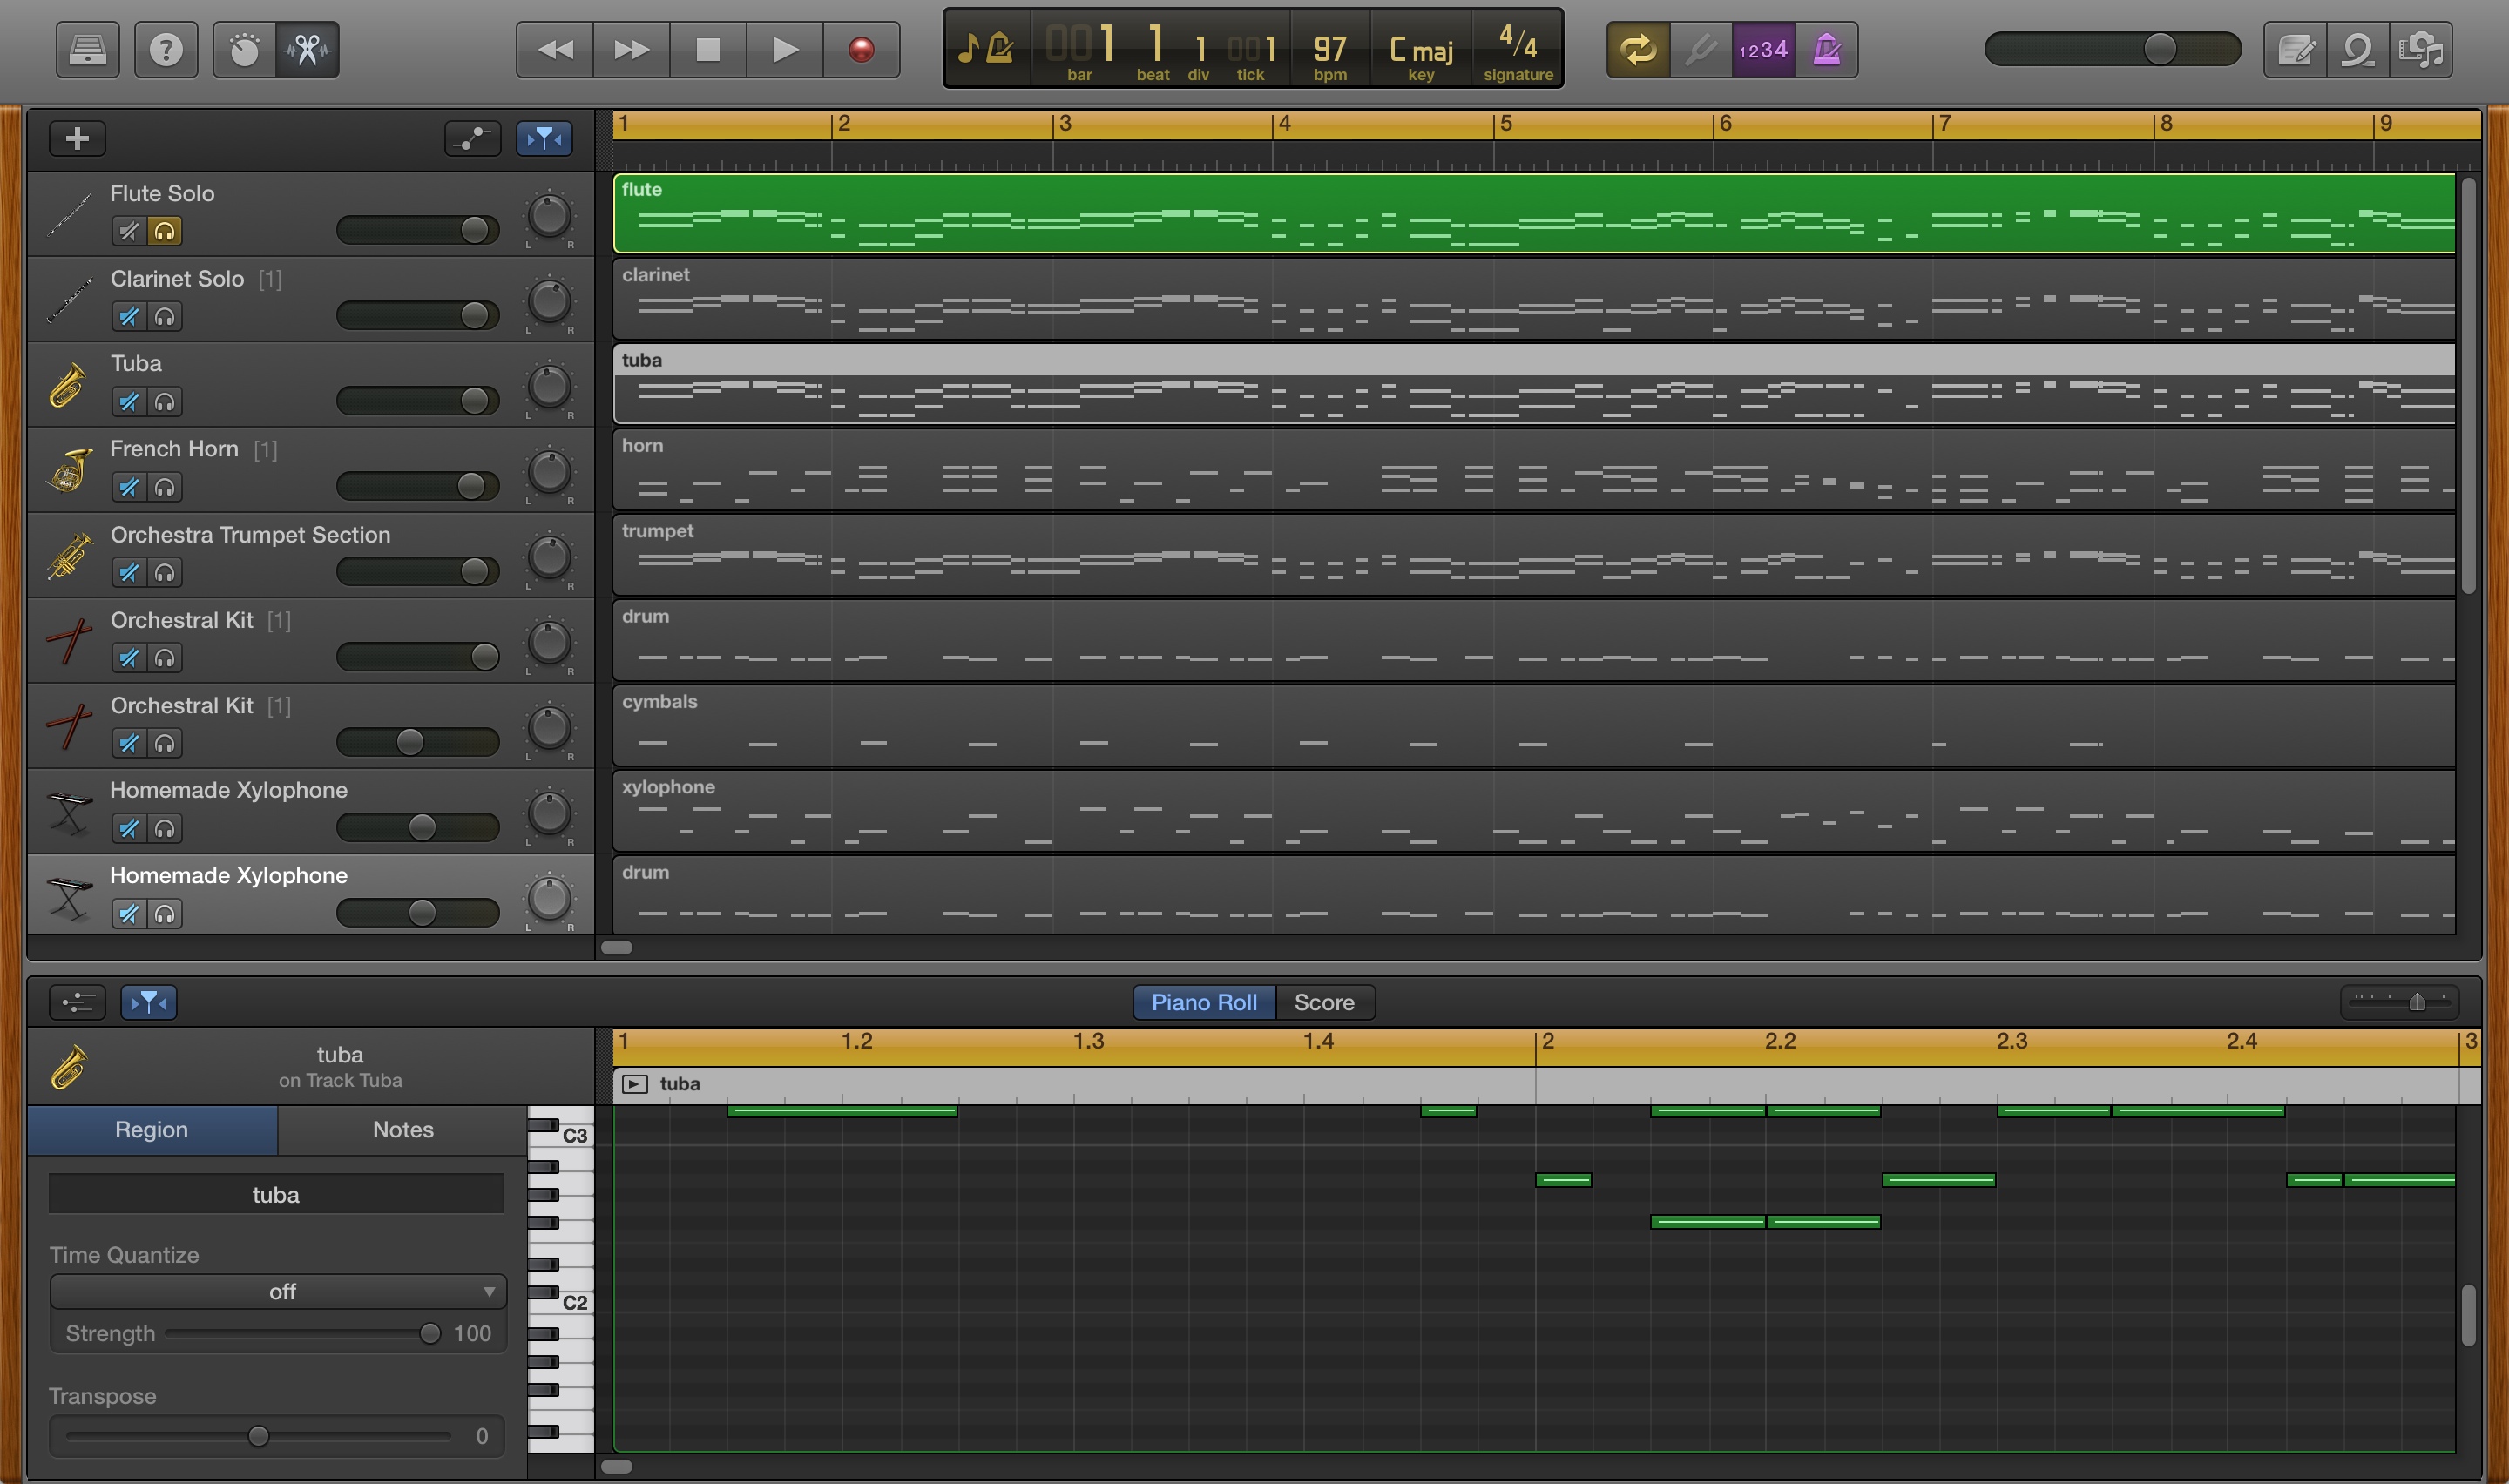 001 1 1 001 97 C maj 4/4
bar beat div tick bpm key signature
1234
1 2 3 4 5 6 7 8 9
Flute Solo
L R
flute
Clarinet Solo [1]
L R
clarinet
Tuba
L R
tuba
French Horn [1]
L R
horn
Orchestra Trumpet Section
L R
trumpet
Orchestral Kit [1]
L R
drum
Orchestral Kit [1]
L R
cymbals
Homemade Xylophone
L R
xylophone
Homemade Xylophone
L R
drum
Piano Roll Score
1 1.2 1.3 1.4 2 2.2 2.3 2.4 3
tuba
on Track Tuba
tuba
Region Notes
C3
tuba
Time Quantize
off
C2
Strength 100
Transpose
0